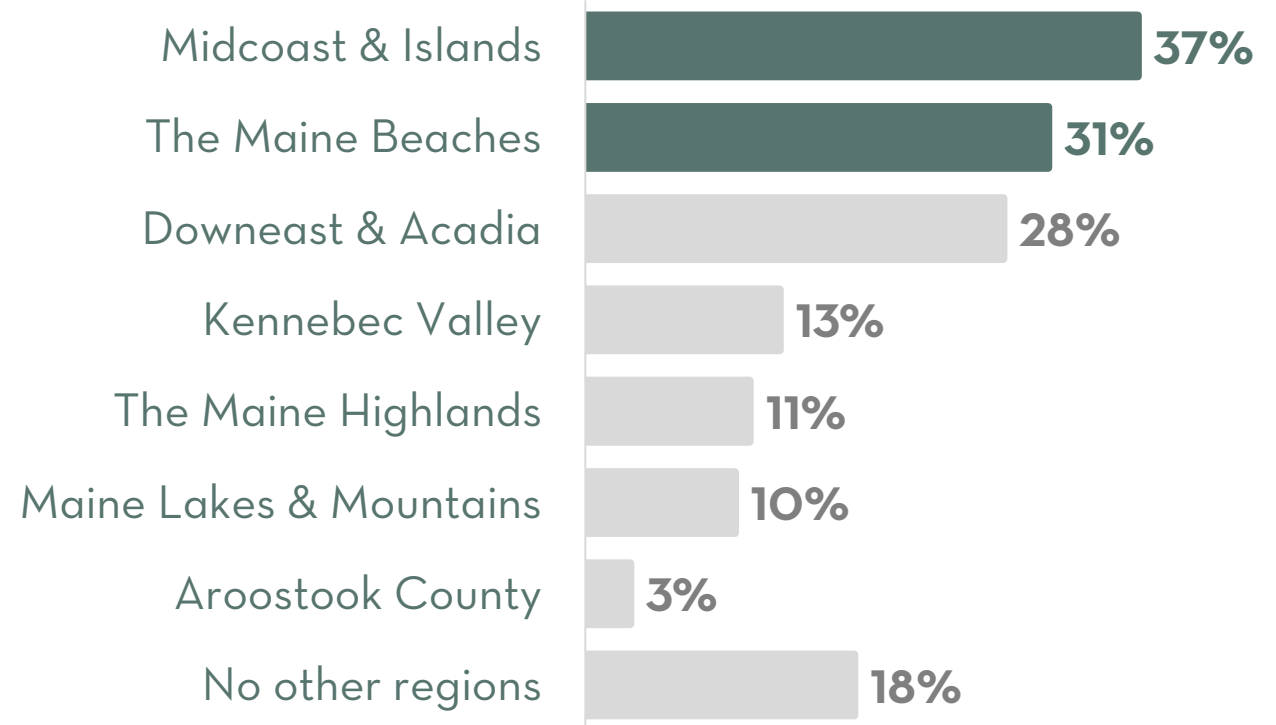 Midcoast & Islands 37%
The Maine Beaches 31%
Downeast & Acadia 28%
Kennebec Valley 13%
The Maine Highlands 11%
Maine Lakes & Mountains 10%
Aroostook County 3%
No other regions 18%